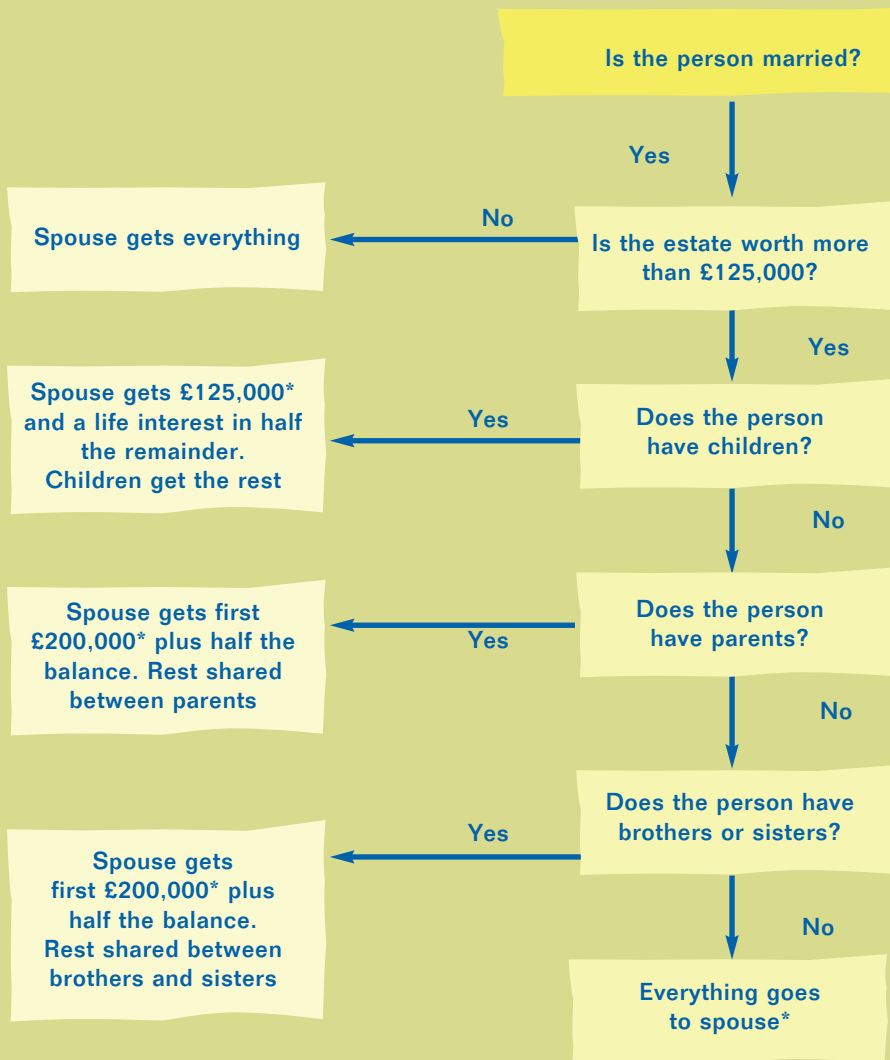 Is the person married?
Yes
No
Spouse gets everything
Is the estate worth more
than £125,000?
Yes
Spouse gets £125,000*
and a life interest in half
the remainder.
Children get the rest
Yes
Does the person
have children?
No
Spouse gets first
£200,000* plus half the
balance. Rest shared
between parents
Yes
Does the person
have parents?
No
Does the person have
brothers or sisters?
Yes
Spouse gets
first £200,000* plus
half the balance.
Rest shared between
brothers and sisters
No
Everything goes
to spouse*